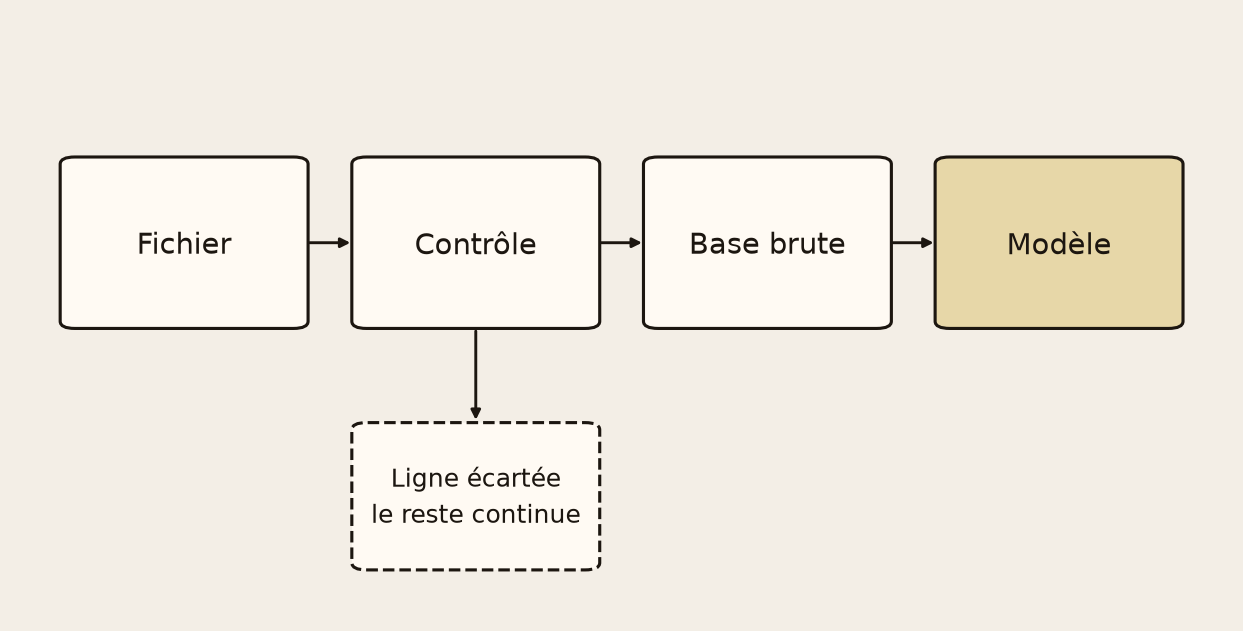 Fichier
Contrôle
Base brute
Modèle
Ligne écartée
le reste continue